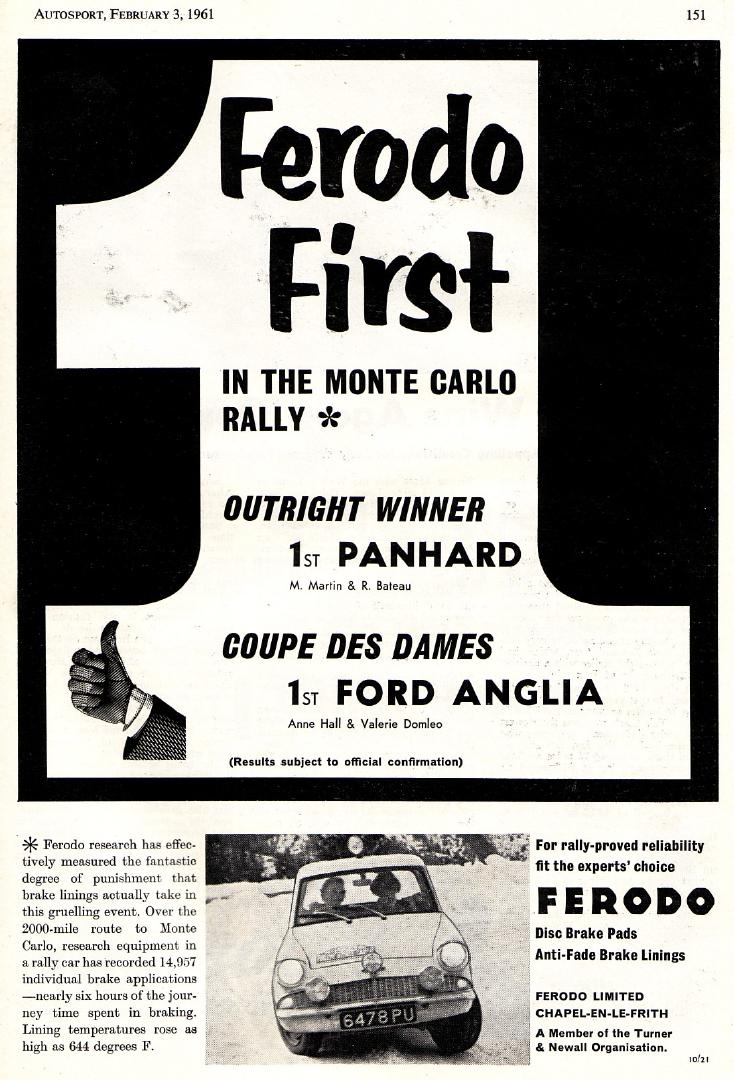 AUTOSPORT, FEBRUARY 3, 1961
151
Ferodo
First
IN THE MONTE CARLO
RALLY *
OUTRIGHT WINNER
1ST PANHARD
M. Martin & R. Bateau
COUPE DES DAMES
1ST FORD ANGLIA
Anne Hall & Valerie Domleo
(Results subject to official confirmation)
* Ferodo research has effec-
tively measured the fantastic
degree of punishment that
brake linings actually take in
this gruelling event. Over the
2000-mile route to Monte
Carlo, research equipment in
a rally car has recorded 14,957
individual brake applications
—nearly six hours of the jour-
ney time spent in braking.
Lining temperatures rose as
high as 644 degrees F.
6478 PU
For rally-proved reliability
fit the experts' choice
FERODO
Disc Brake Pads
Anti-Fade Brake Linings
FERODO LIMITED
CHAPEL-EN-LE-FRITH
A Member of the Turner
& Newall Organisation.
10/21